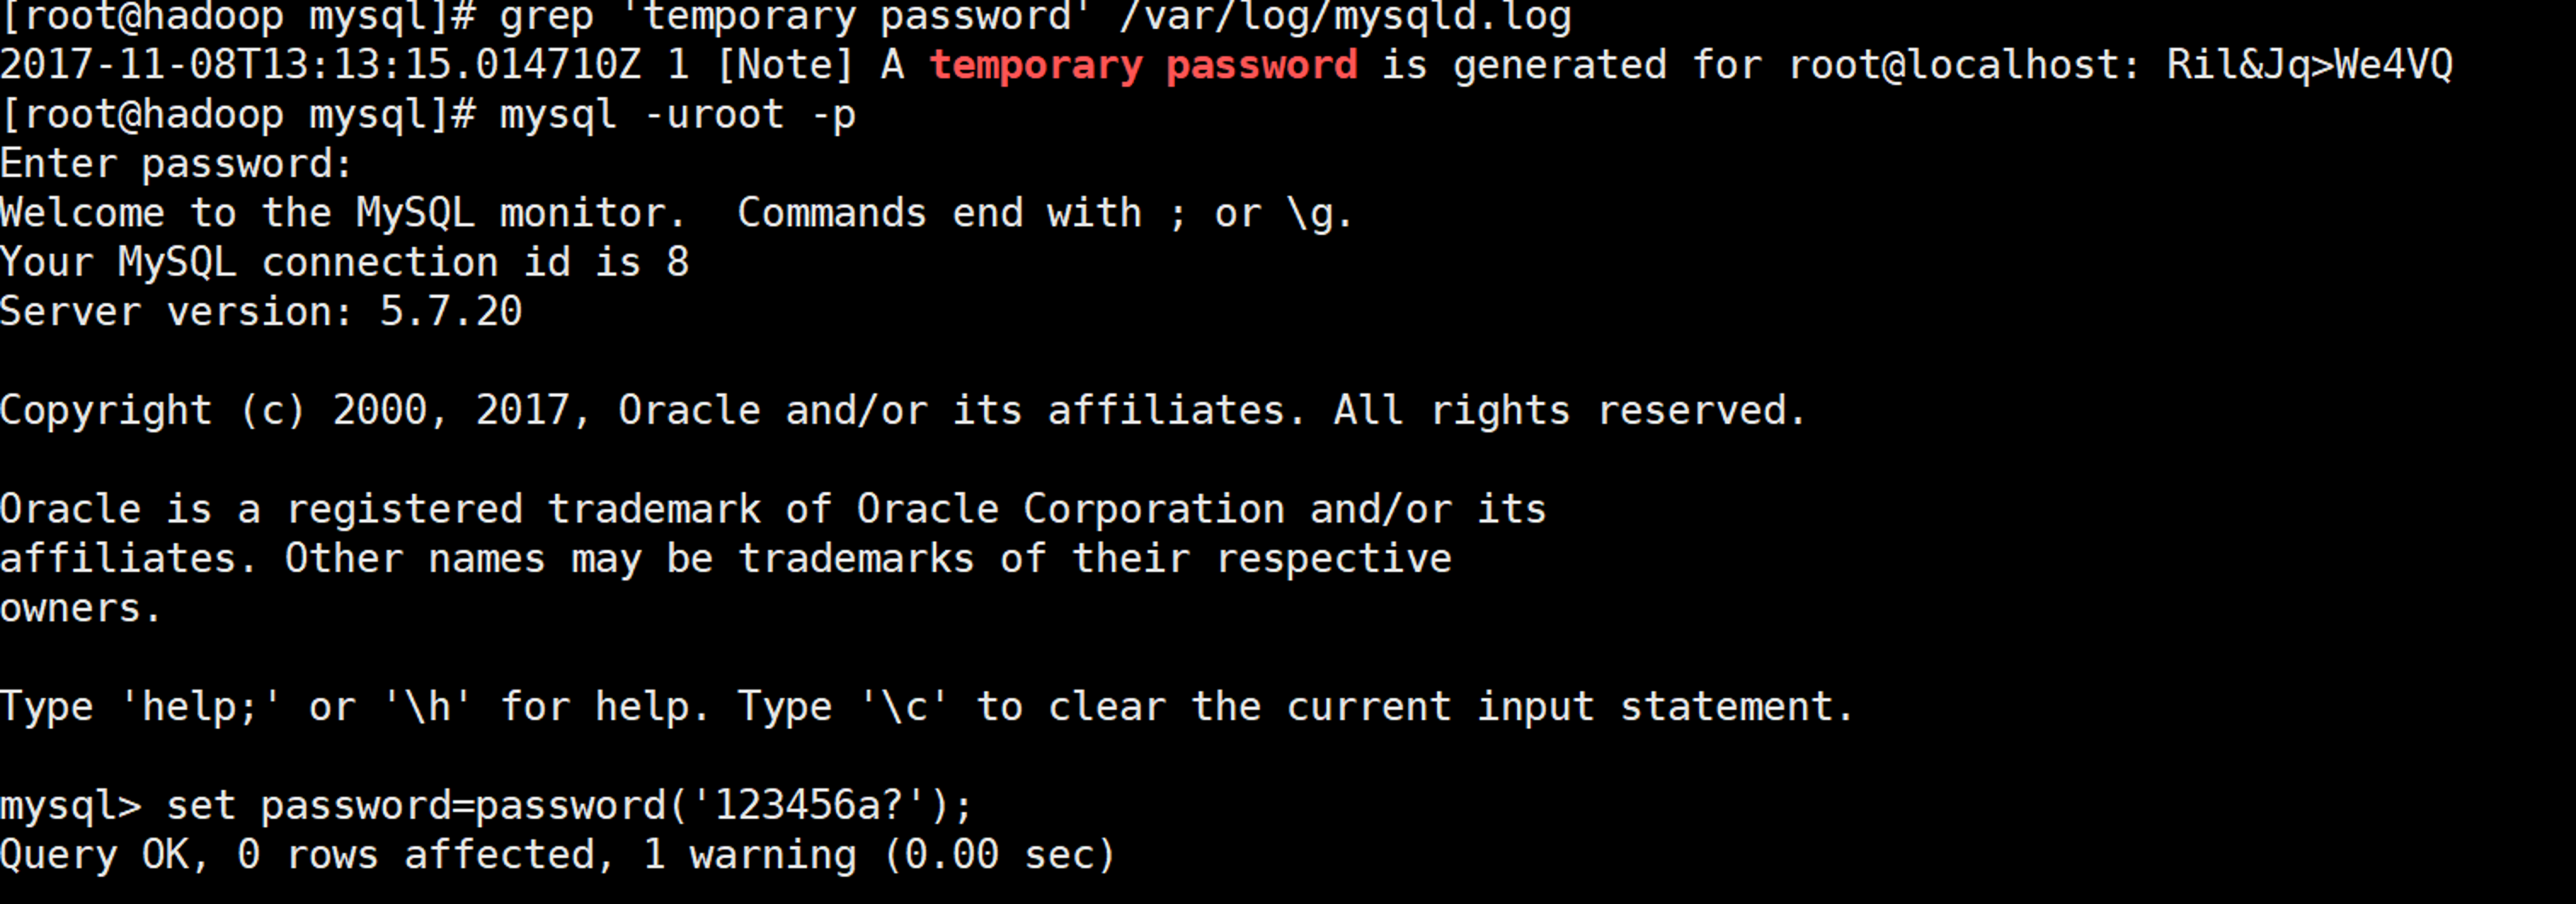 [root@hadoop mysql]# grep 'temporary password' /var/log/mysqld.log
2017-11-08T13:13:15.014710Z 1 [Note] A temporary password is generated for root@localhost: Ril&Jq>We4VQ
[root@hadoop mysql]# mysql -uroot -p
Enter password:
Welcome to the MySQL monitor.  Commands end with ; or \g.
Your MySQL connection id is 8
Server version: 5.7.20
Copyright (c) 2000, 2017, Oracle and/or its affiliates. All rights reserved.
Oracle is a registered trademark of Oracle Corporation and/or its
affiliates. Other names may be trademarks of their respective
owners.
Type 'help;' or '\h' for help. Type '\c' to clear the current input statement.
mysql> set password=password('123456a?');
Query OK, 0 rows affected, 1 warning (0.00 sec)